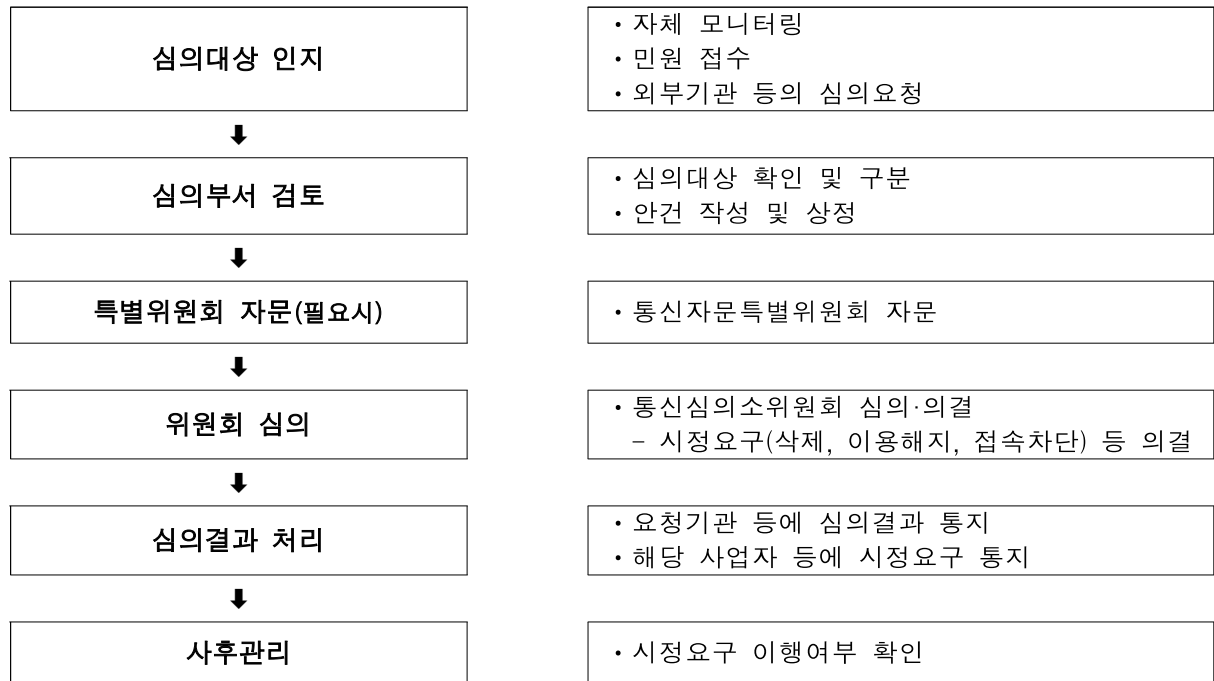 심의대상 인지
• 자체 모니터링
• 민원 접수
• 외부기관 등의 심의요청
⬇
심의부서 검토
• 심의대상 확인 및 구분
• 안건 작성 및 상정
⬇
특별위원회 자문(필요시)
• 통신자문특별위원회 자문
⬇
위원회 심의
• 통신심의소위원회 심의·의결
– 시정요구(삭제, 이용해지, 접속차단) 등 의결
⬇
심의결과 처리
• 요청기관 등에 심의결과 통지
• 해당 사업자 등에 시정요구 통지
⬇
사후관리
• 시정요구 이행여부 확인